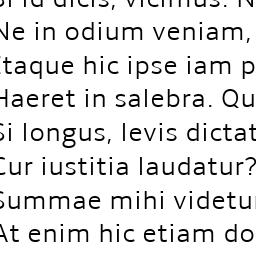 Si id dicis, vicimus. N
Ne in odium veniam,
Itaque hic ipse iam p
Haeret in salebra. Qu
Si longus, levis dictat
Cur iustitia laudatur?
Summae mihi videtur
At enim hic etiam do